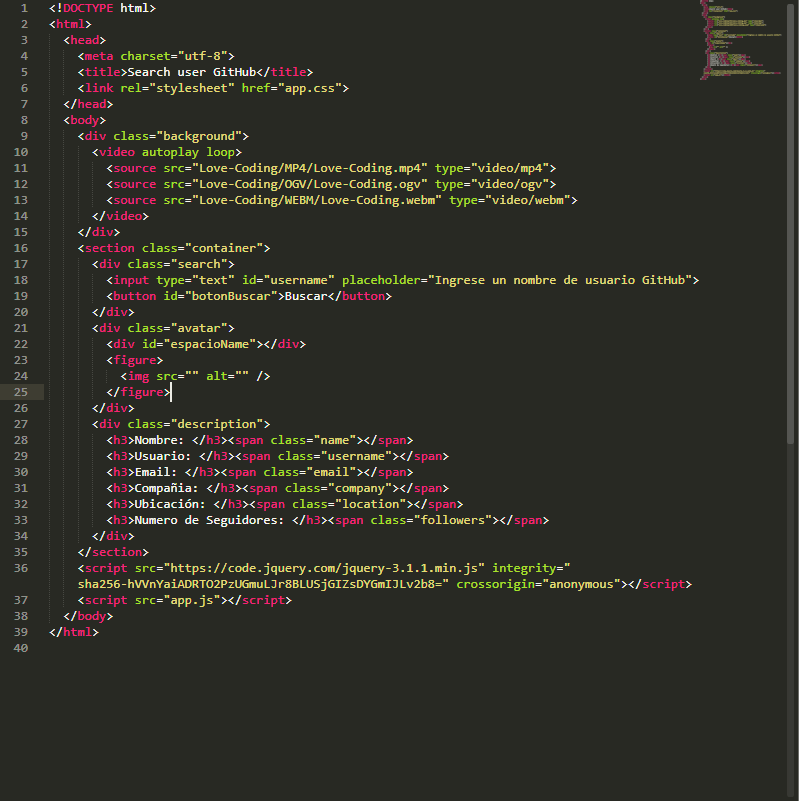 1 <!DOCTYPE html>
2 <html>
3 <head>
4 <meta charset="utf-8">
5 <title>Search user GitHub</title>
6 <link rel="stylesheet" href="app.css">
7 </head>
8 <body>
9 <div class="background">
10 <video autoplay loop>
11 <source src="Love-Coding/MP4/Love-Coding.mp4" type="video/mp4">
12 <source src="Love-Coding/OGV/Love-Coding.ogv" type="video/ogv">
13 <source src="Love-Coding/WEBM/Love-Coding.webm" type="video/webm">
14 </video>
15 </div>
16 <section class="container">
17 <div class="search">
18 <input type="text" id="username" placeholder="Ingrese un nombre de usuario GitHub">
19 <button id="botonBuscar">Buscar</button>
20 </div>
21 <div class="avatar">
22 <div id="espacioName"></div>
23 <figure>
24 <img src="" alt="" />
25 </figure>
26 </div>
27 <div class="description">
28 <h3>Nombre: </h3><span class="name"></span>
29 <h3>Usuario: </h3><span class="username"></span>
30 <h3>Email: </h3><span class="email"></span>
31 <h3>Compañia: </h3><span class="company"></span>
32 <h3>Ubicación: </h3><span class="location"></span>
33 <h3>Numero de Seguidores: </h3><span class="followers"></span>
34 </div>
35 </section>
36 <script src="https://code.jquery.com/jquery-3.1.1.min.js" integrity="
sha256-hVVnYaiADRTO2PzUGmuLJr8BLUSjGIZsDYGmIJLv2b8=" crossorigin="anonymous"></script>
37 <script src="app.js"></script>
38 </body>
39 </html>
40